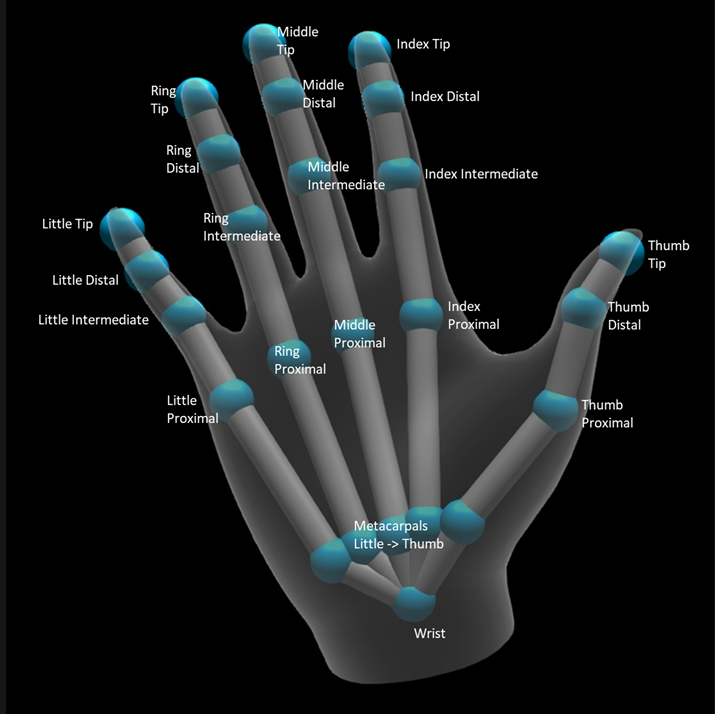 Middle
Tip
Index Tip
Ring
Tip
Middle
Distal
Index Distal
Ring
Distal
Middle
Intermediate
Index Intermediate
Little Tip
Ring
Intermediate
Thumb
Tip
Little Distal
Little Intermediate
Index
Proximal
Thumb
Distal
Middle
Proximal
Ring
Proximal
Little
Proximal
Thumb
Proximal
Metacarpals
Little -> Thumb
Wrist